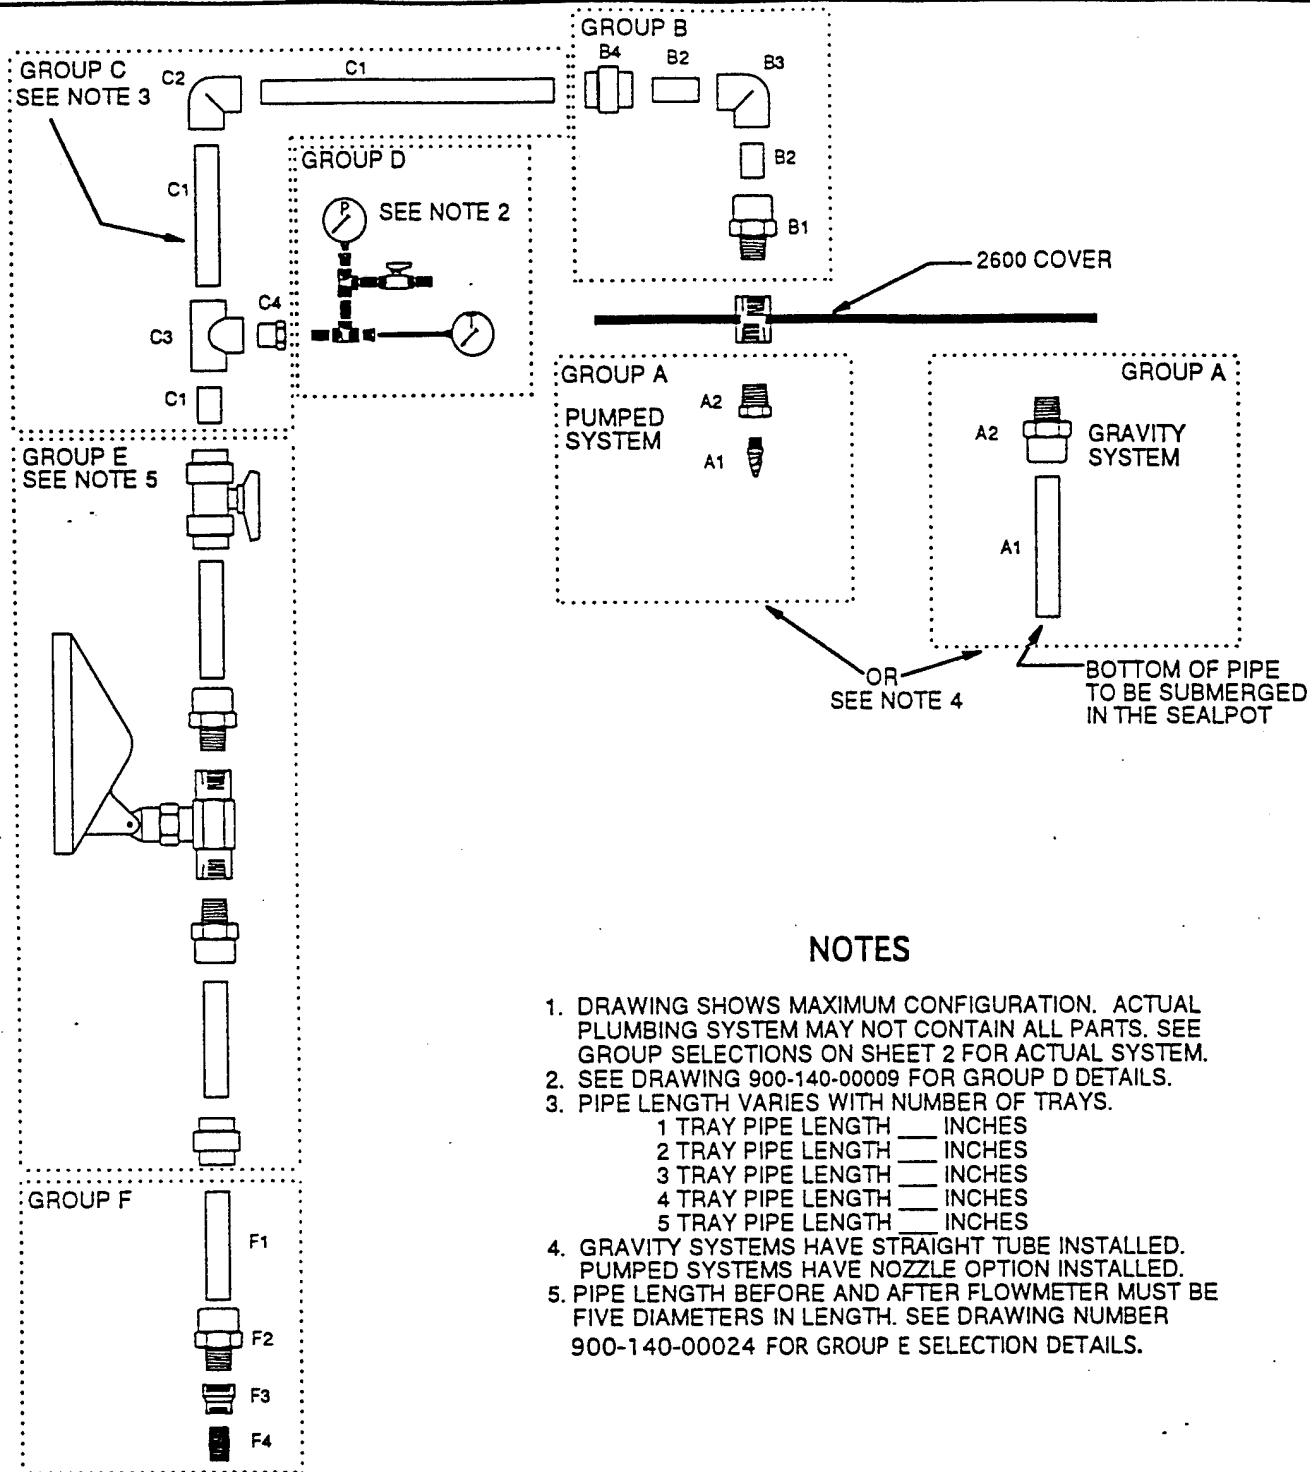 GROUP B
B4
B2
B3
GROUP C
SEE NOTE 3
C2
C1
B2
GROUP D
C1
P
SEE NOTE 2
B1
2600 COVER
C4
C3
T
GROUP A
PUMPED
SYSTEM
A2
A1
GROUP A
A2
GRAVITY
SYSTEM
A1
C1
GROUP E
SEE NOTE 5
OR
SEE NOTE 4
BOTTOM OF PIPE
TO BE SUBMERGED
IN THE SEALPOT
NOTES
1. DRAWING SHOWS MAXIMUM CONFIGURATION. ACTUAL
PLUMBING SYSTEM MAY NOT CONTAIN ALL PARTS. SEE
GROUP SELECTIONS ON SHEET 2 FOR ACTUAL SYSTEM.
2. SEE DRAWING 900-140-00009 FOR GROUP D DETAILS.
3. PIPE LENGTH VARIES WITH NUMBER OF TRAYS.
1 TRAY PIPE LENGTH ___ INCHES
2 TRAY PIPE LENGTH ___ INCHES
3 TRAY PIPE LENGTH ___ INCHES
4 TRAY PIPE LENGTH ___ INCHES
5 TRAY PIPE LENGTH ___ INCHES
4. GRAVITY SYSTEMS HAVE STRAIGHT TUBE INSTALLED.
PUMPED SYSTEMS HAVE NOZZLE OPTION INSTALLED.
5. PIPE LENGTH BEFORE AND AFTER FLOWMETER MUST BE
FIVE DIAMETERS IN LENGTH. SEE DRAWING NUMBER
900-140-00024 FOR GROUP E SELECTION DETAILS.
GROUP F
F1
F2
F3
F4